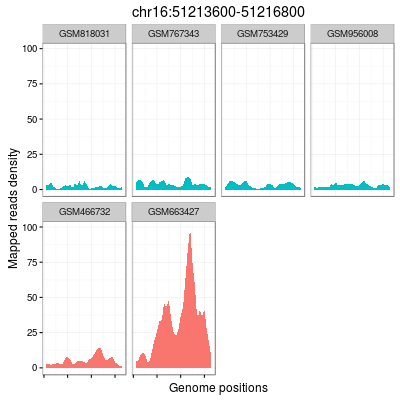 chr16:51213600-51216800
GSM818031 GSM767343 GSM753429 GSM956008
100
75
50
25
0
GSM466732 GSM663427
100
75
50
25
0
Mapped reads density
Genome positions